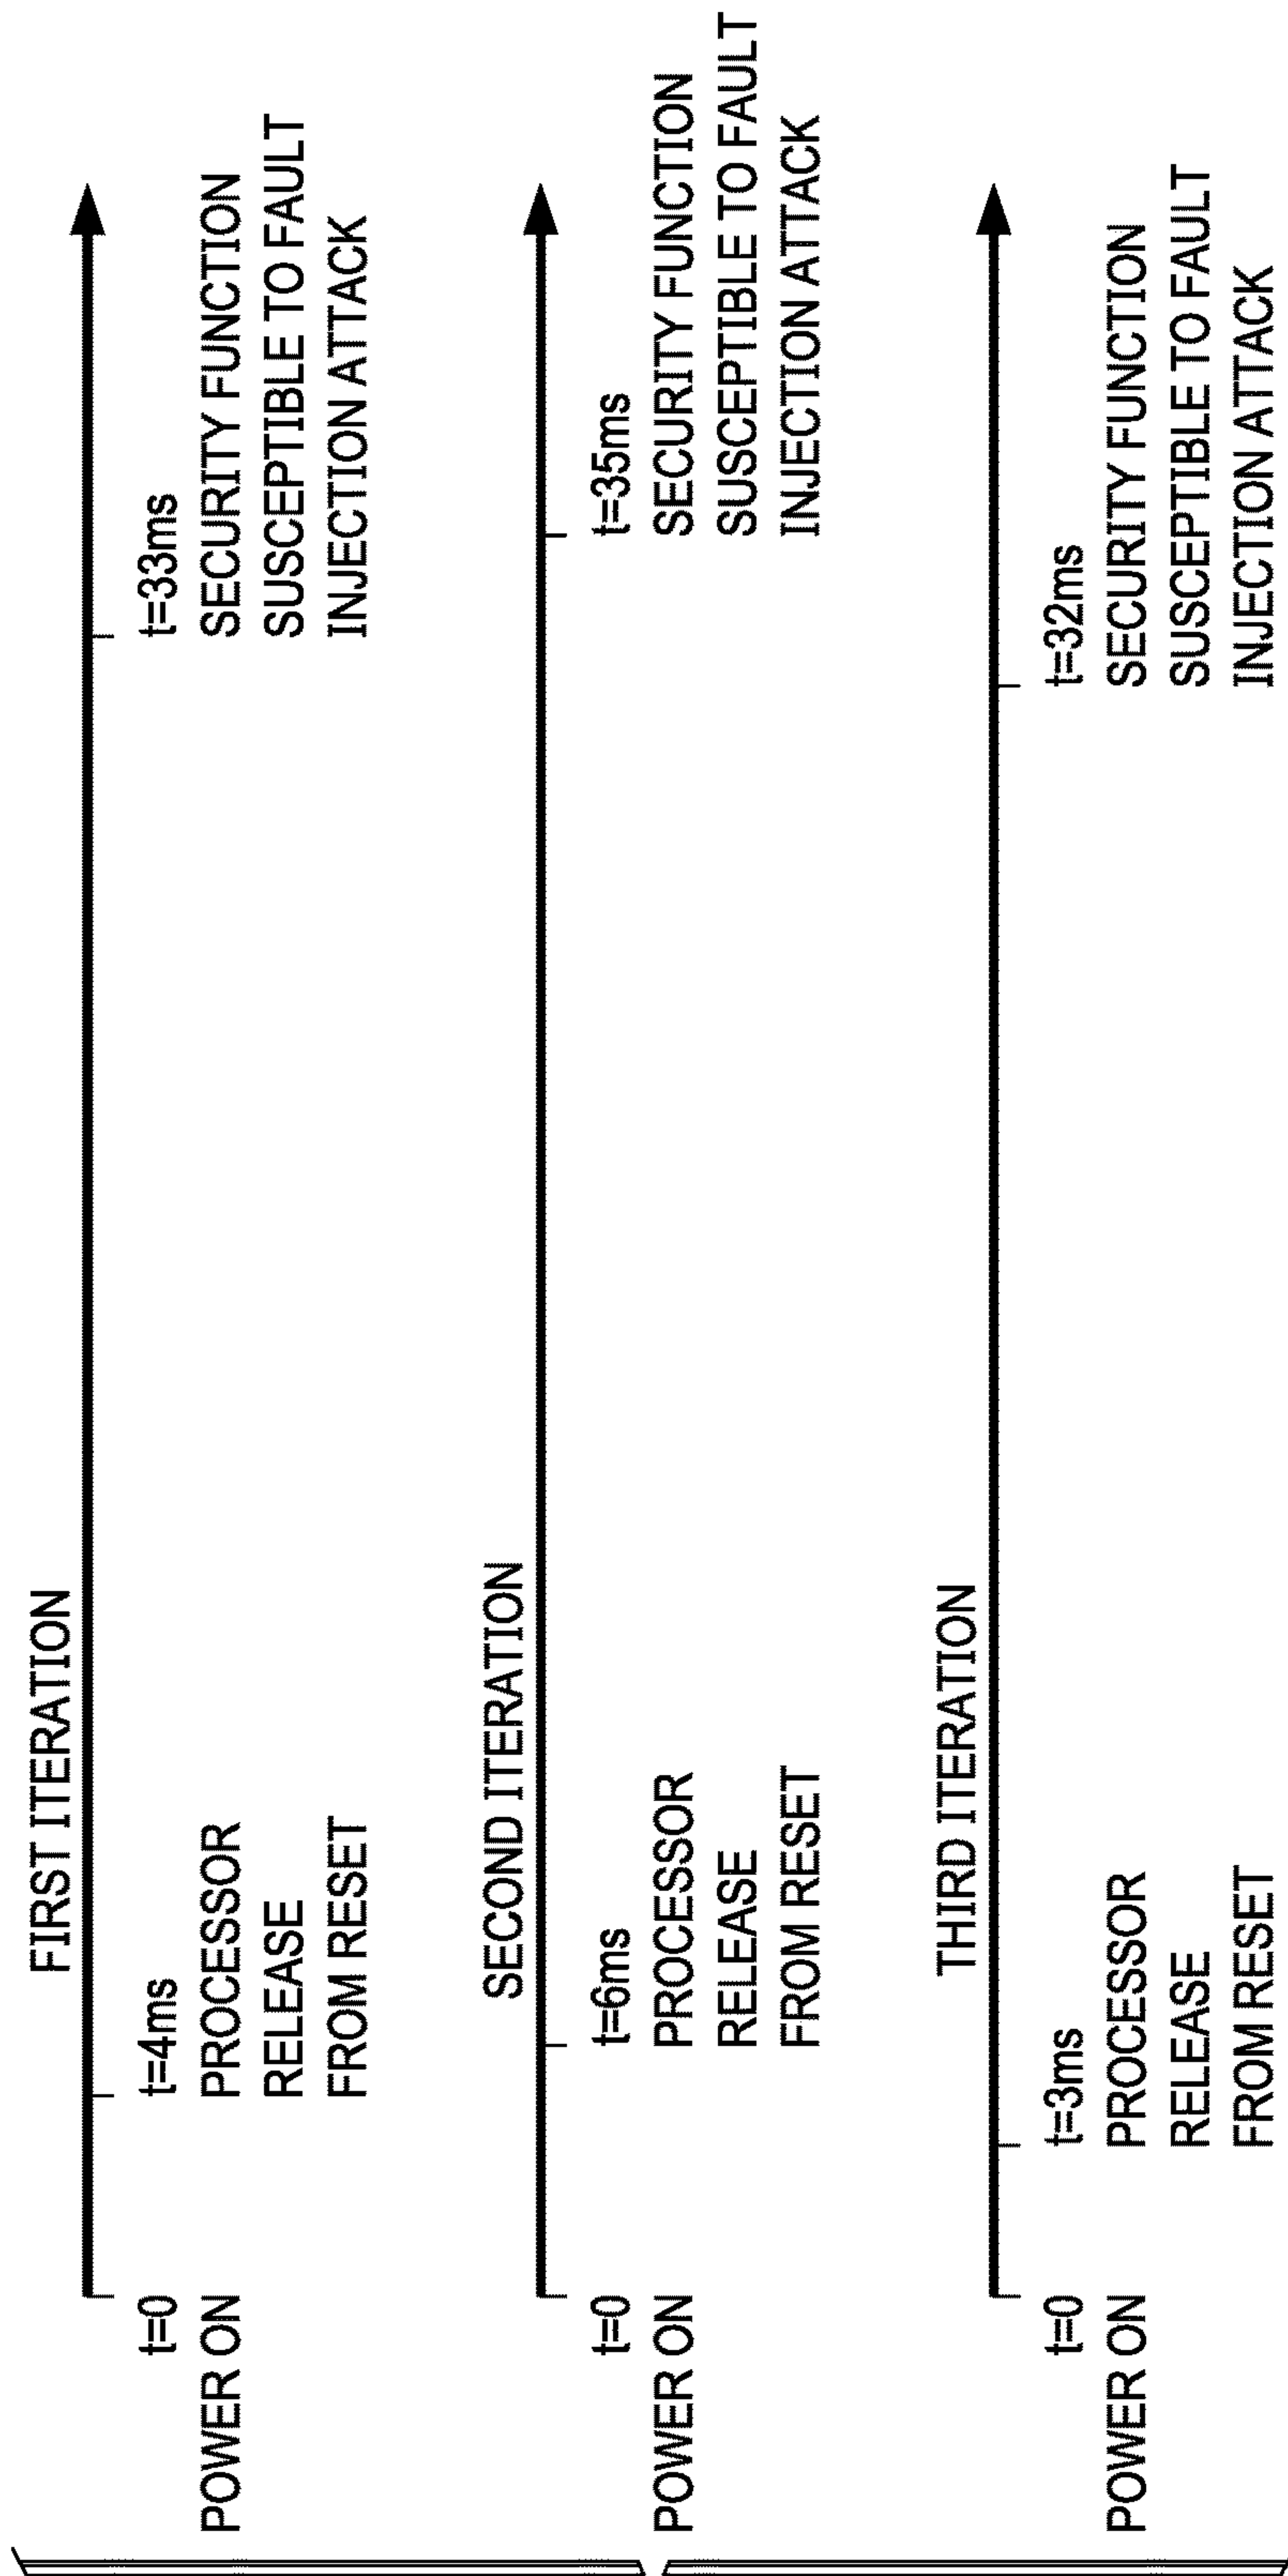 FIRST ITERATION
t=0
POWER ON
t=4ms
PROCESSOR
RELEASE
FROM RESET
t=33ms
SECURITY FUNCTION
SUSCEPTIBLE TO FAULT
INJECTION ATTACK
SECOND ITERATION
t=0
POWER ON
t=6ms
PROCESSOR
RELEASE
FROM RESET
t=35ms
SECURITY FUNCTION
SUSCEPTIBLE TO FAULT
INJECTION ATTACK
THIRD ITERATION
t=0
POWER ON
t=3ms
PROCESSOR
RELEASE
FROM RESET
t=32ms
SECURITY FUNCTION
SUSCEPTIBLE TO FAULT
INJECTION ATTACK